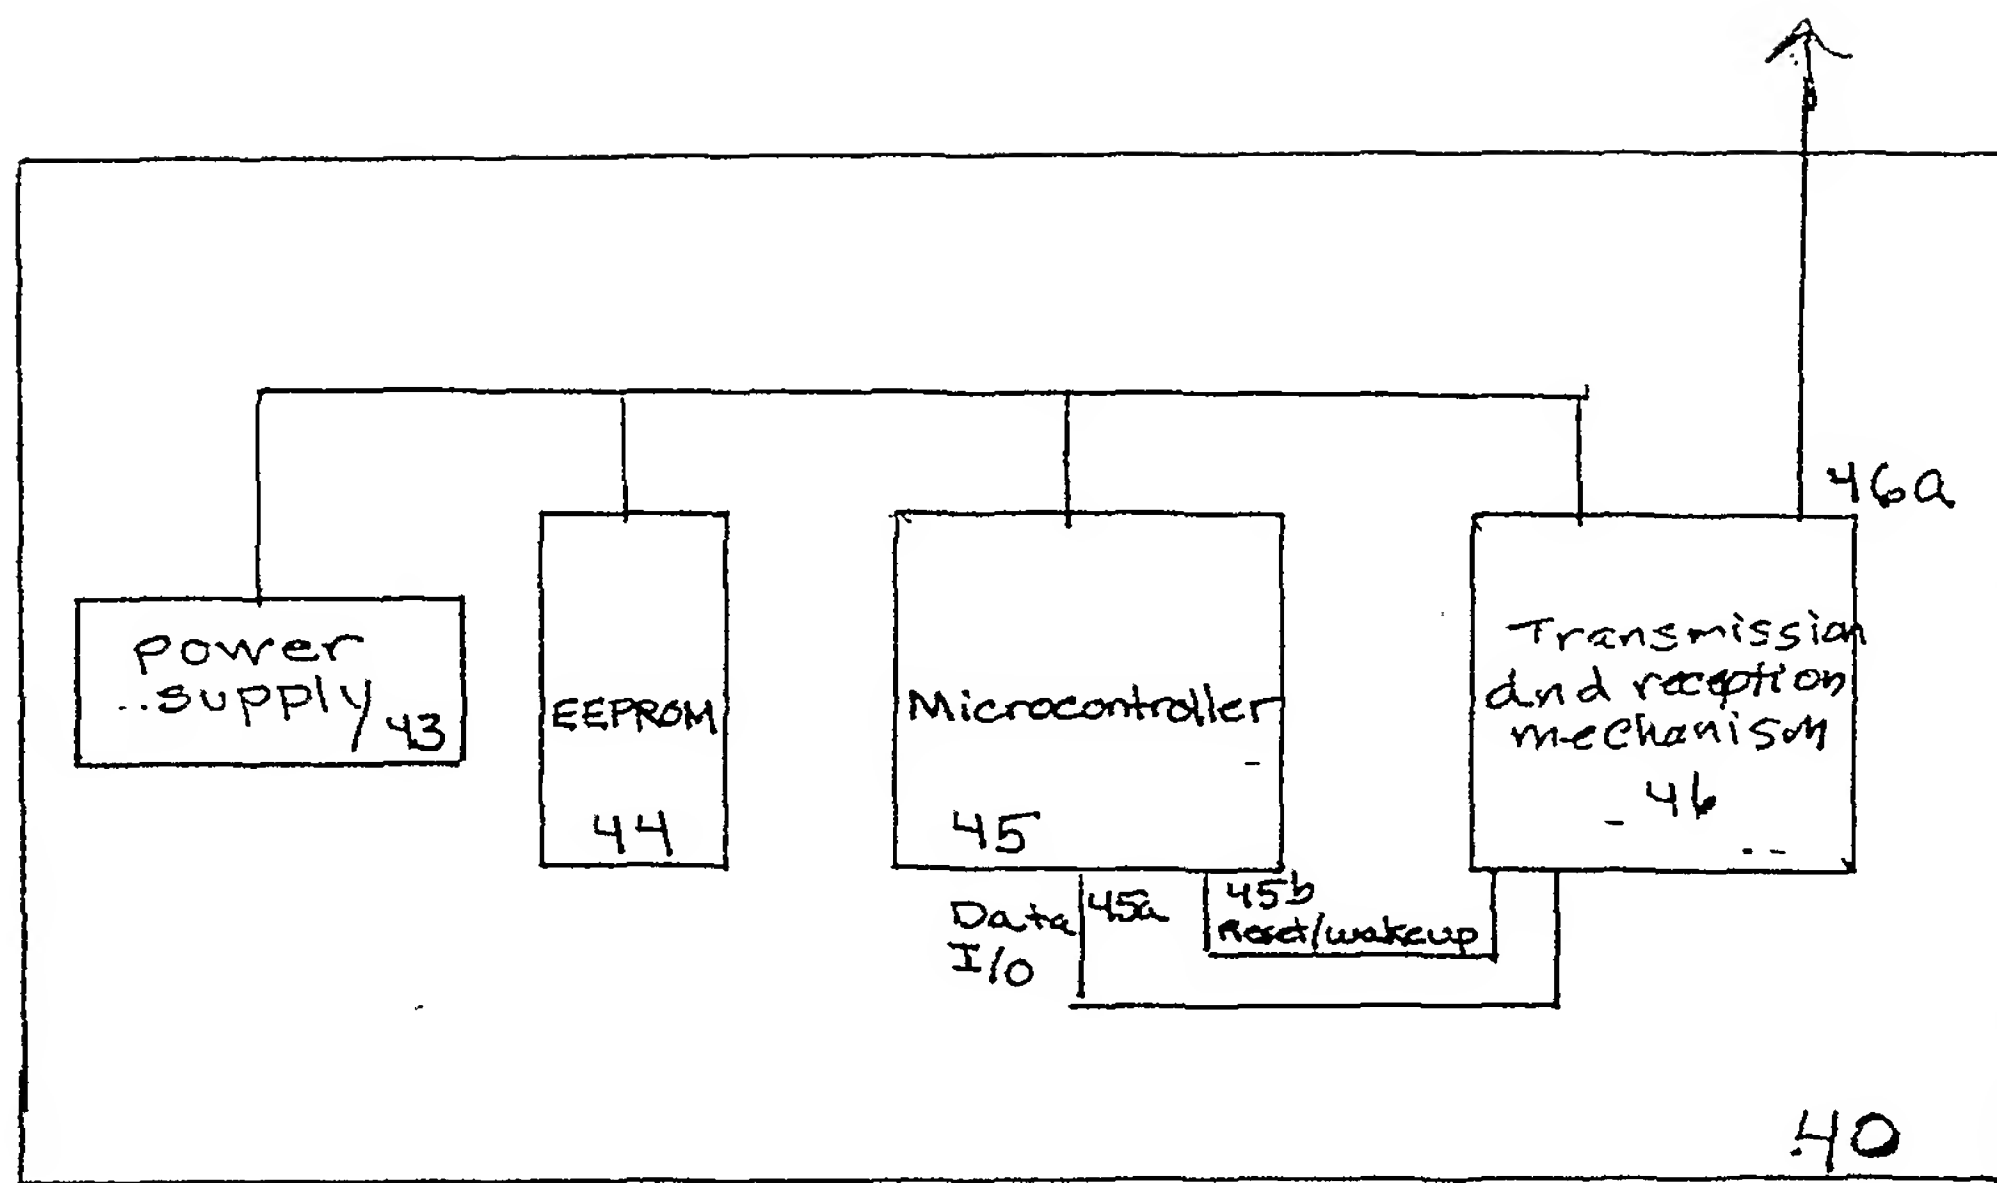 46a
power
supply
43
EEPROM
44
Microcontroller
45
Transmission
and reception
mechanism
46
Data
I/O
45a
45b
Reset/wakeup
40